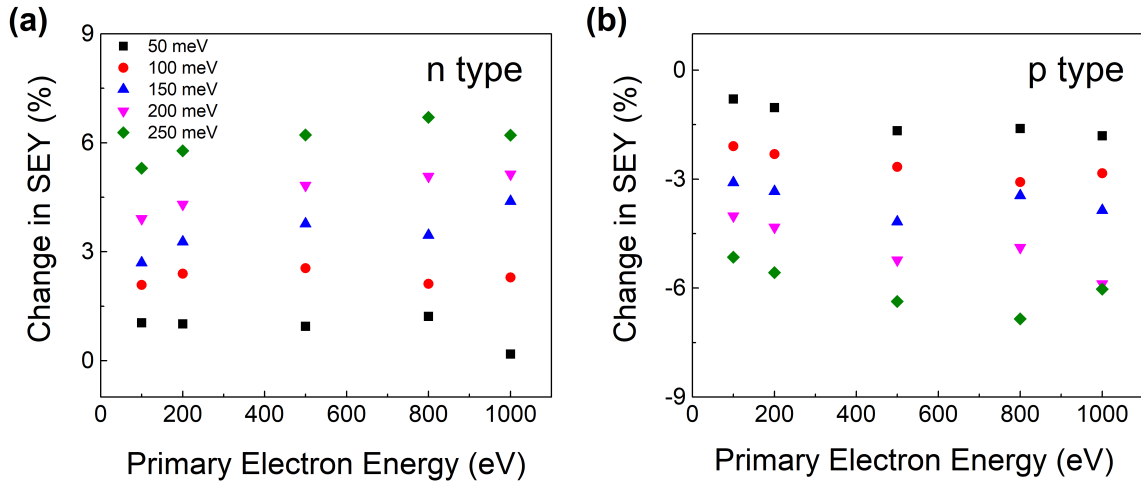 (a)
9
6
3
0
Change in SEY (%)
50 meV
100 meV
150 meV
200 meV
250 meV
n type
0
200
400
600
800
1000
Primary Electron Energy (eV)
(b)
0
-3
-6
-9
Change in SEY (%)
p type
0
200
400
600
800
1000
Primary Electron Energy (eV)